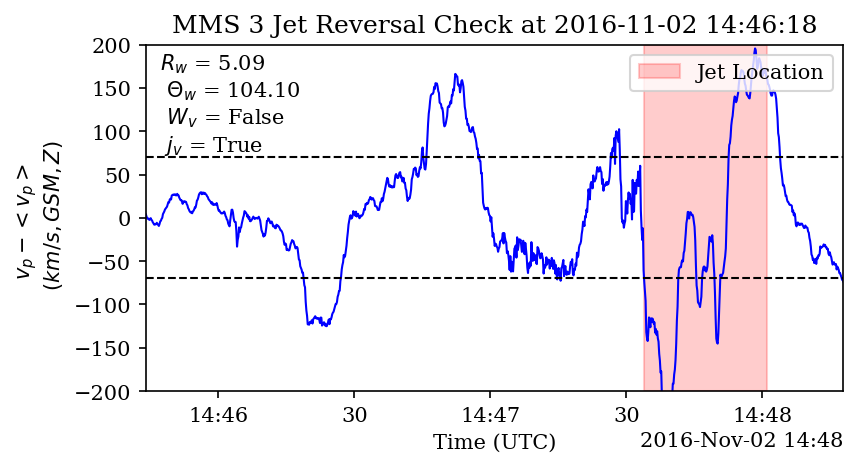 MMS 3 Jet Reversal Check at 2016-11-02 14:46:18
200
150
100
50
0
−50
−100
−150
−200
v_p − < v_p >
(km/s, GSM, Z)
R_w = 5.09
Θ_w = 104.10
W_v = False
j_v = True
Jet Location
14:46
30
14:47
30
14:48
Time (UTC)
2016-Nov-02 14:48